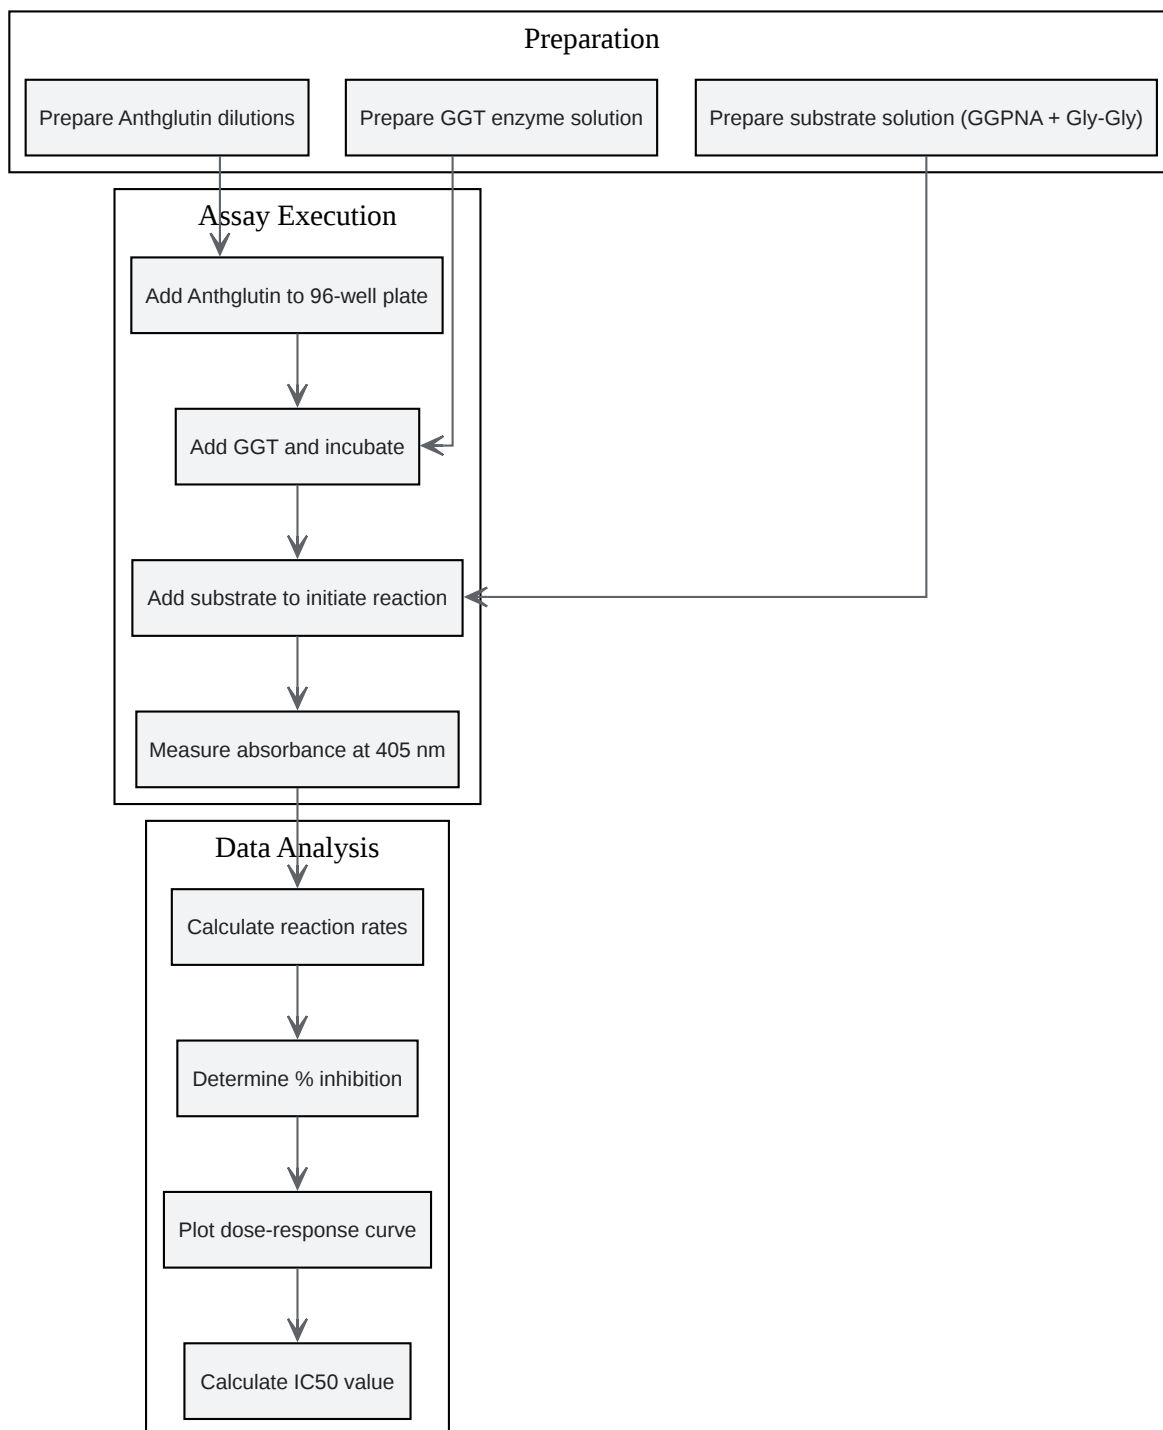 Preparation
Prepare Anthglutin dilutions
Prepare GGT enzyme solution
Prepare substrate solution (GGPNA + Gly-Gly)
Assay Execution
Add Anthglutin to 96-well plate
Add GGT and incubate
Add substrate to initiate reaction
Measure absorbance at 405 nm
Data Analysis
Calculate reaction rates
Determine % inhibition
Plot dose-response curve
Calculate IC50 value